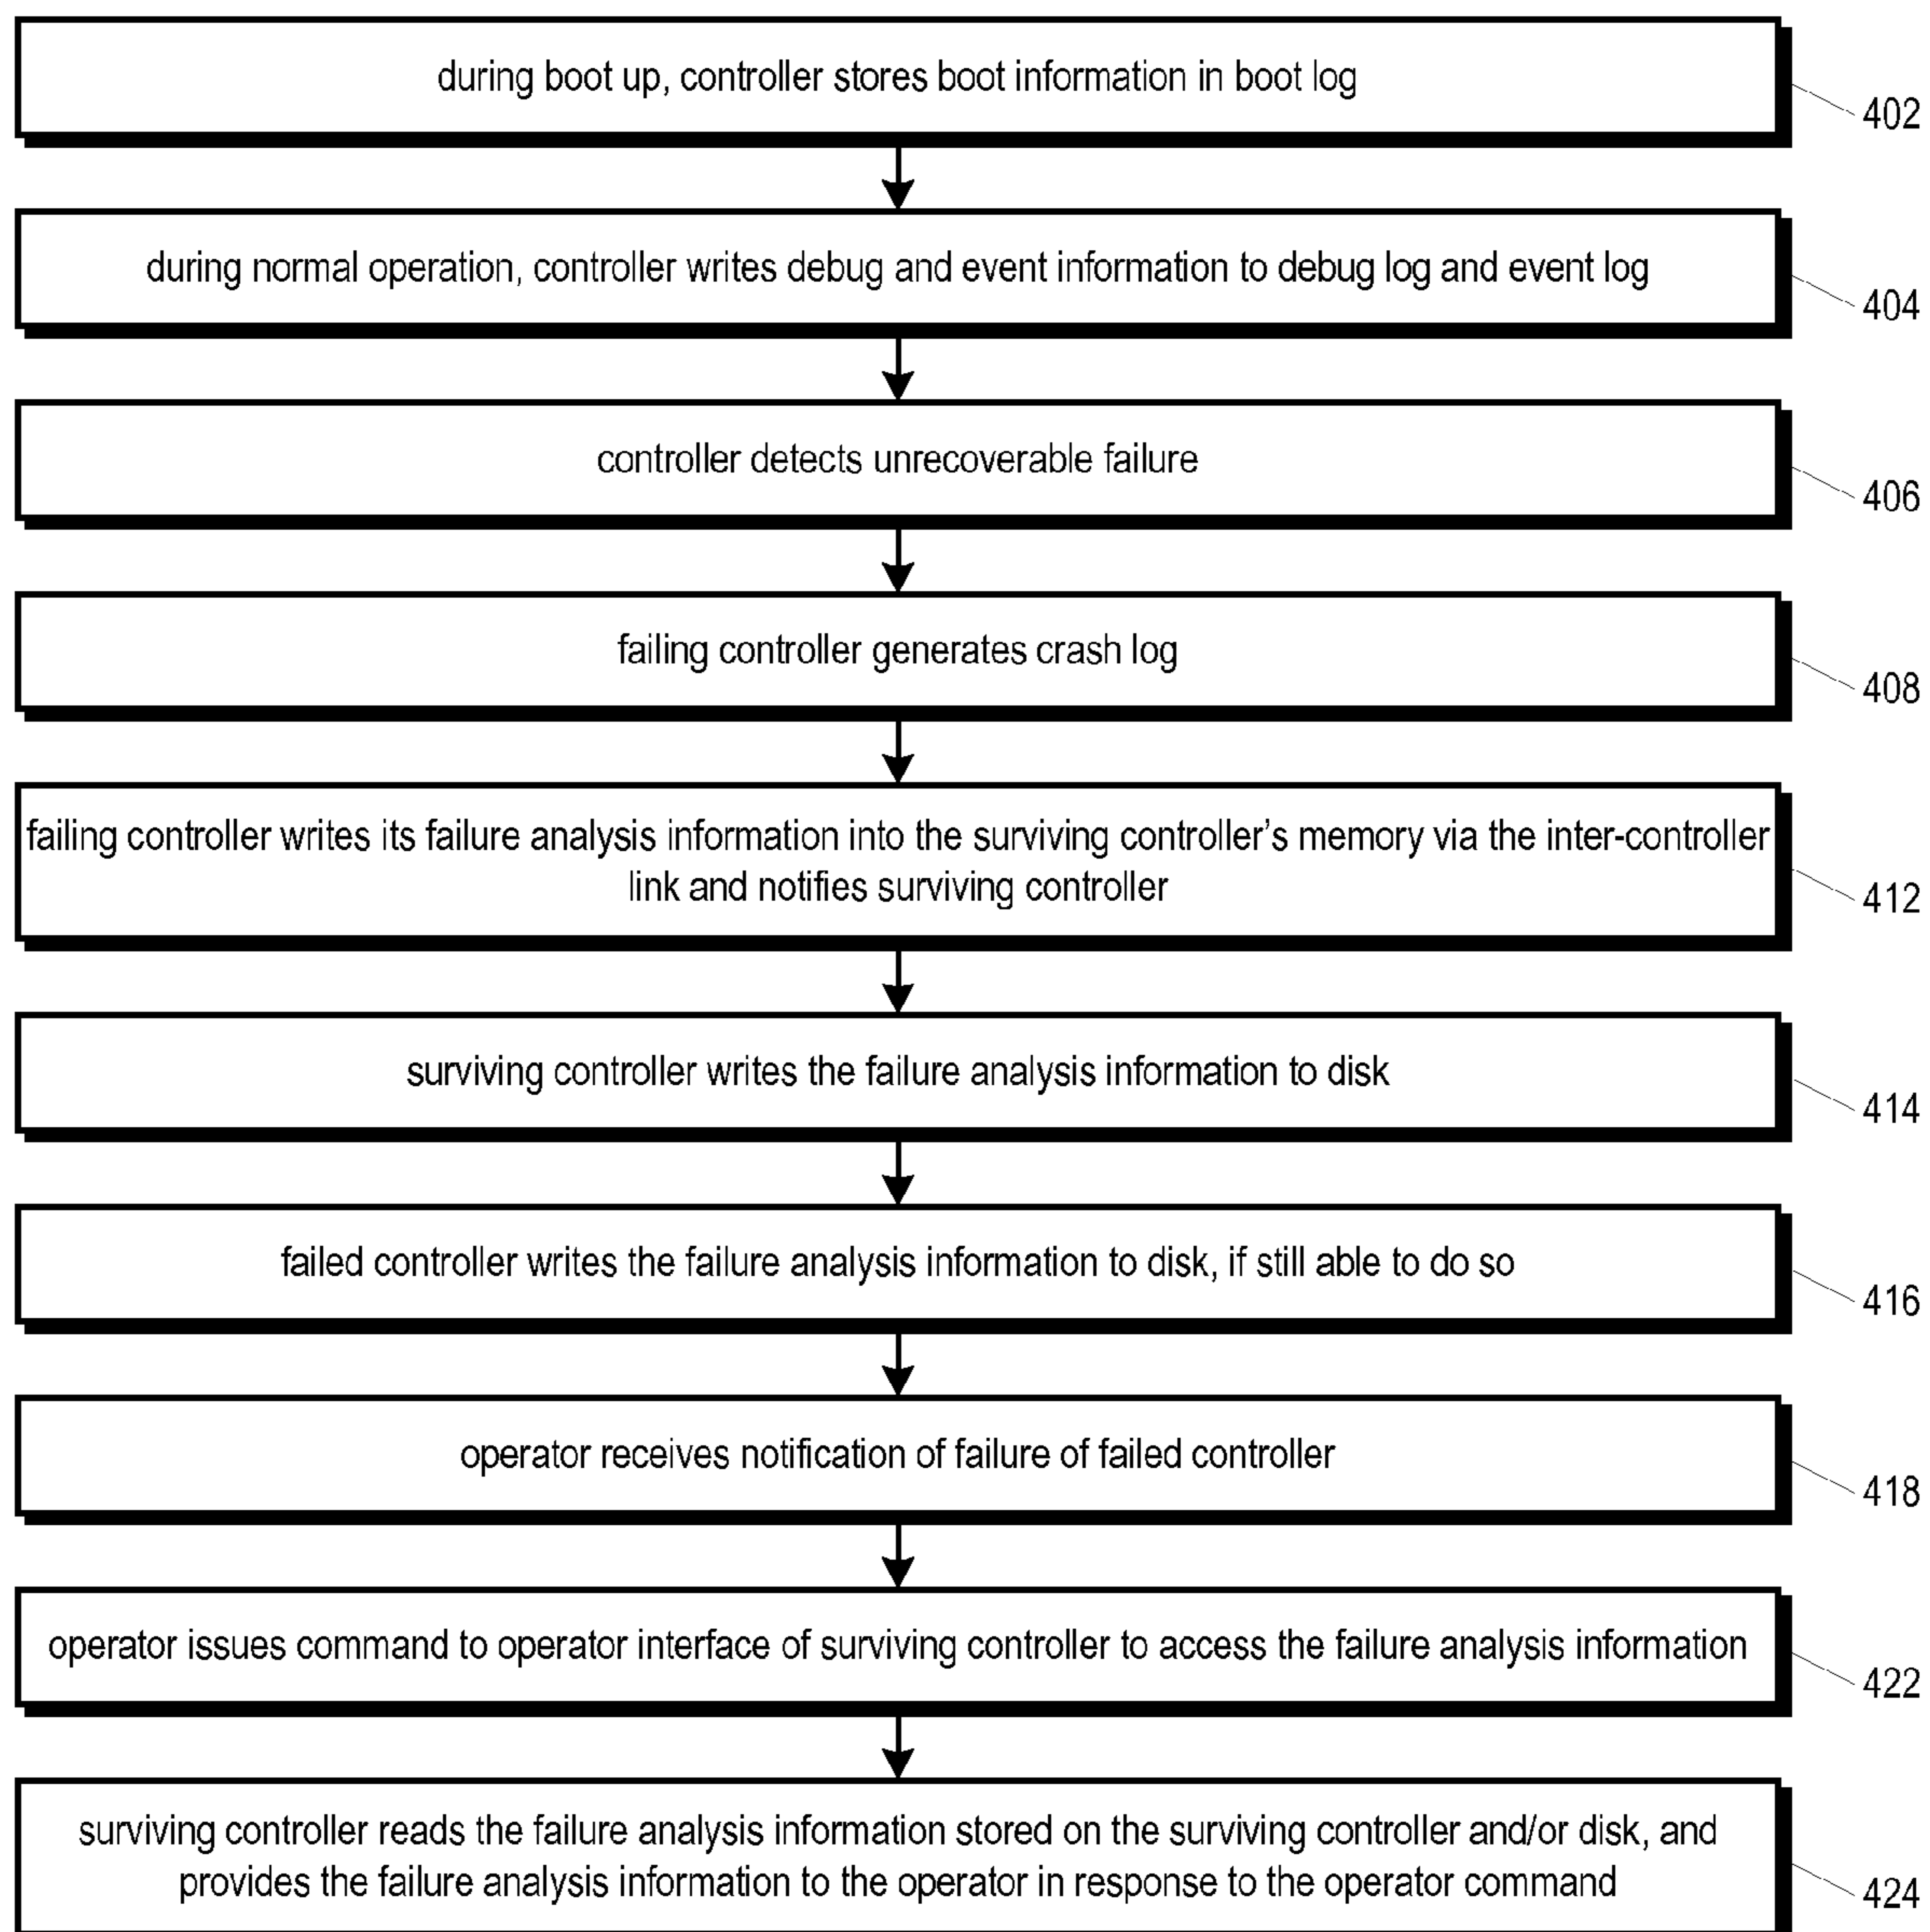 during boot up, controller stores boot information in boot log
402
during normal operation, controller writes debug and event information to debug log and event log
404
controller detects unrecoverable failure
406
failing controller generates crash log
408
failing controller writes its failure analysis information into the surviving controller’s memory via the inter-controller
link and notifies surviving controller
412
surviving controller writes the failure analysis information to disk
414
failed controller writes the failure analysis information to disk, if still able to do so
416
operator receives notification of failure of failed controller
418
operator issues command to operator interface of surviving controller to access the failure analysis information
422
surviving controller reads the failure analysis information stored on the surviving controller and/or disk, and
provides the failure analysis information to the operator in response to the operator command
424